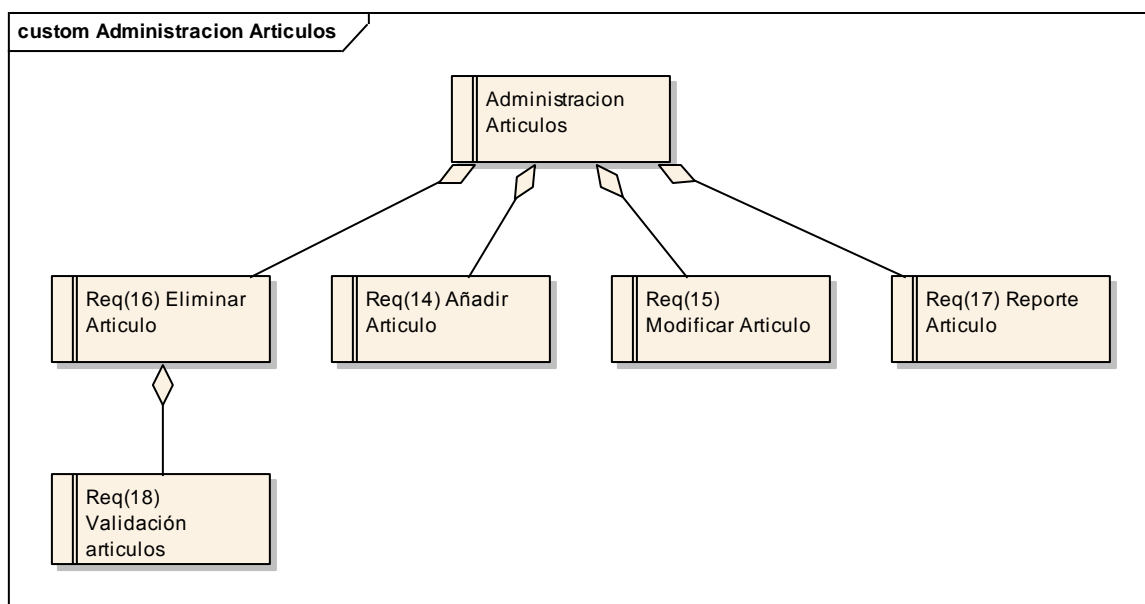 custom Administracion Articulos
Administracion
Articulos
Req(16) Eliminar
Articulo
Req(14) Añadir
Articulo
Req(15)
Modificar Articulo
Req(17) Reporte
Articulo
Req(18)
Validación
articulos